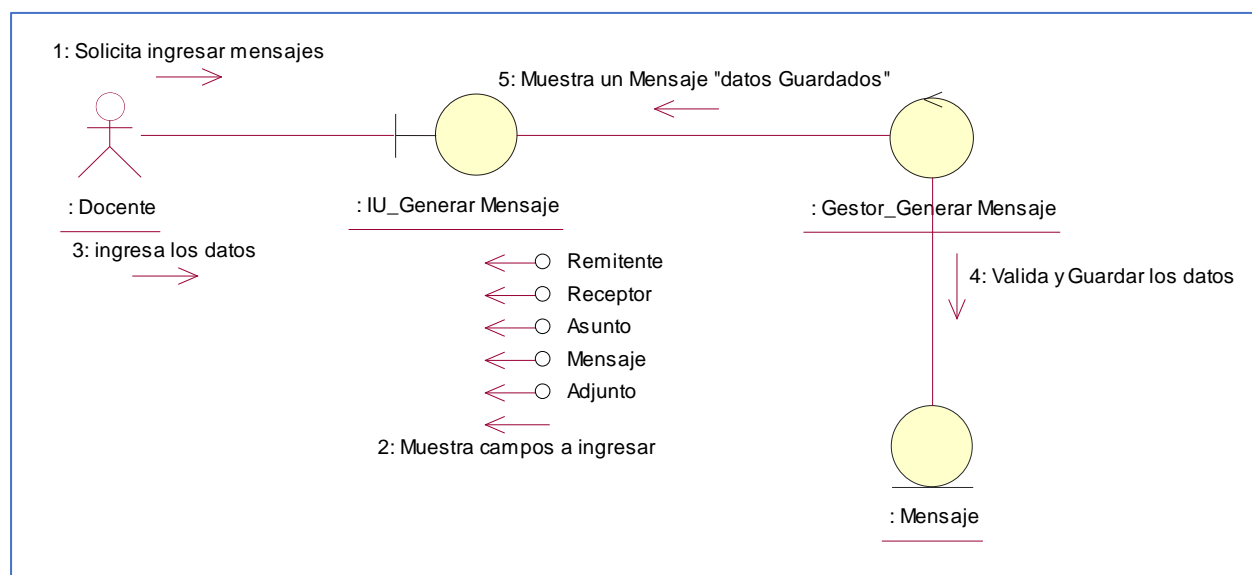 1: Solicita ingresar mensajes
5: Muestra un Mensaje "datos Guardados"
: Docente
: IU_Generar Mensaje
: Gestor_Generar Mensaje
3: ingresa los datos
Remitente
Receptor
Asunto
Mensaje
Adjunto
4: Valida y Guardar los datos
2: Muestra campos a ingresar
: Mensaje